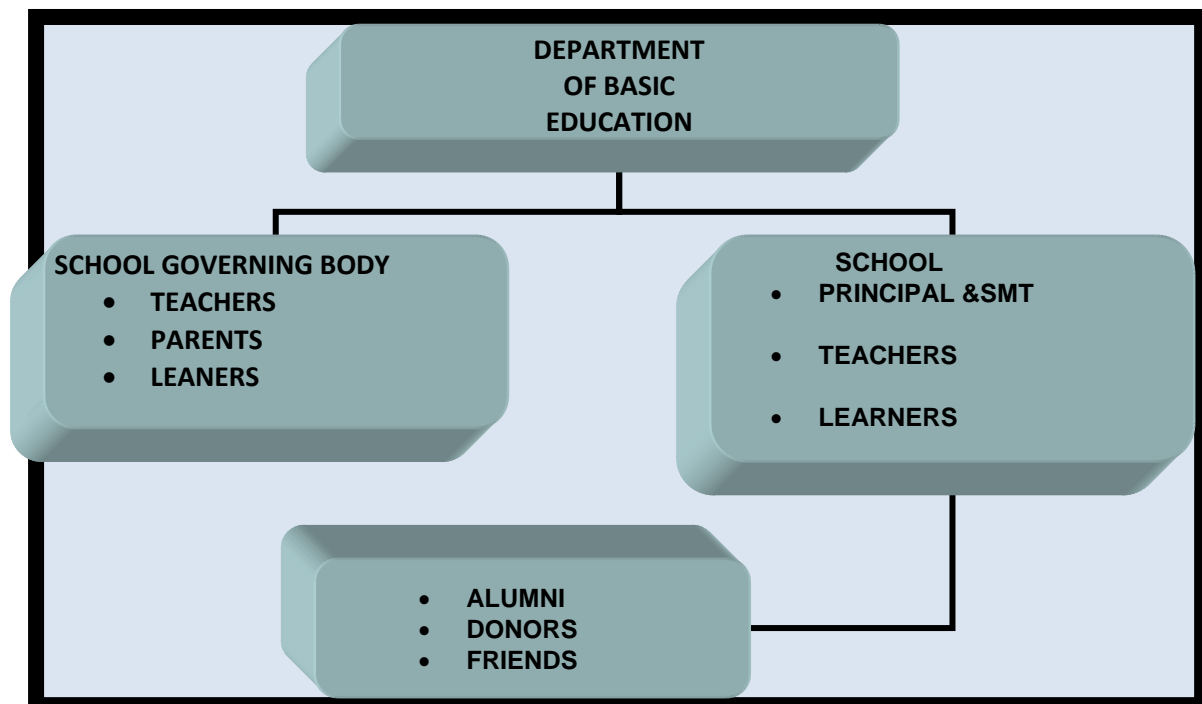 DEPARTMENT
OF BASIC
EDUCATION
SCHOOL GOVERNING BODY
• TEACHERS
• PARENTS
• LEANERS
SCHOOL
• PRINCIPAL &SMT
• TEACHERS
• LEARNERS
• ALUMNI
• DONORS
• FRIENDS